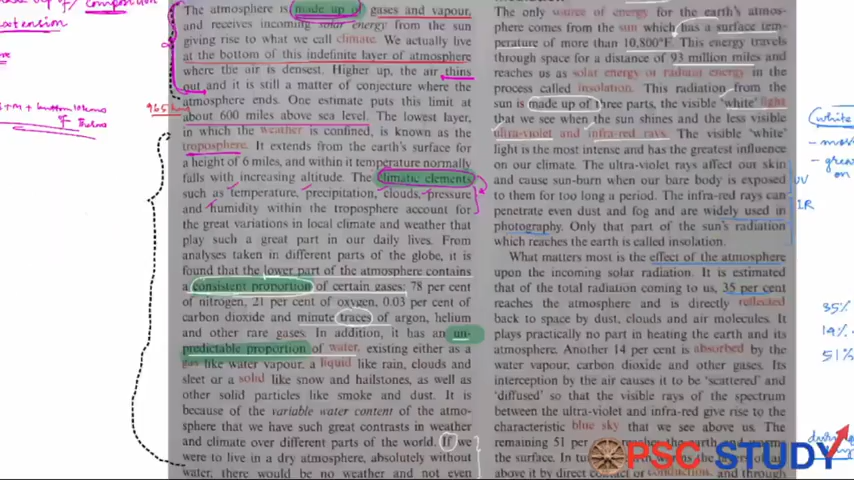 composition
extension
The atmosphere is made up of gases and vapour,
and receives incoming solar energy from the sun
giving rise to what we call climate. We actually live
at the bottom of this indefinite layer of atmosphere
where the air is densest. Higher up, the air thins
out and it is still a matter of conjecture where the
atmosphere ends. One estimate puts this limit at
about 600 miles above sea level. The lowest layer,
in which the weather is confined, is known as the
troposphere. It extends from the earth's surface for
a height of 6 miles, and within it temperature normally
falls with increasing altitude. The climatic elements
such as temperature, precipitation, clouds, pressure
and humidity within the troposphere account for
the great variations in local climate and weather that
play such a great part in our daily lives. From
analyses taken in different parts of the globe, it is
found that the lower part of the atmosphere contains
a consistent proportion of certain gases: 78 per cent
of nitrogen, 21 per cent of oxygen, 0.03 per cent of
carbon dioxide and minute traces of argon, helium
and other rare gases. In addition, it has an un-
predictable proportion of water, existing either as a
gas like water vapour, a liquid like rain, clouds and
sleet or a solid like snow and hailstones, as well as
other solid particles like smoke and dust. It is
because of the variable water content of the atmo-
sphere that we have such great contrasts in weather
and climate over different parts of the world. If we
were to live in a dry atmosphere, absolutely without
water, there would be no weather and not even
The only source of energy for the earth's atmo-
sphere comes from the sun which has a surface tem-
perature of more than 10,800°F. This energy travels
through space for a distance of 93 million miles and
reaches us as solar energy or radiant energy in the
process called insolation. This radiation from the
sun is made up of three parts, the visible 'white' light
that we see when the sun shines and the less visible
ultra-violet and infra-red rays. The visible 'white'
light is the most intense and has the greatest influence
on our climate. The ultra-violet rays affect our skin
and cause sun-burn when our bare body is exposed
to them for too long a period. The infra-red rays can
penetrate even dust and fog and are widely used in
photography. Only that part of the sun's radiation
which reaches the earth is called insolation.
What matters most is the effect of the atmosphere
upon the incoming solar radiation. It is estimated
that of the total radiation coming to us, 35 per cent
reaches the atmosphere and is directly reflected
back to space by dust, clouds and air molecules. It
plays practically no part in heating the earth and its
atmosphere. Another 14 per cent is absorbed by the
water vapour, carbon dioxide and other gases. Its
interception by the air causes it to be 'scattered' and
'diffused' so that the visible rays of the spectrum
between the ultra-violet and infra-red give rise to the
characteristic blue sky that we see above us. The
remaining 51 per
surface. In
above it by direct conduction, and through
UV
IR
35%
14%
51%
PSC STUDY